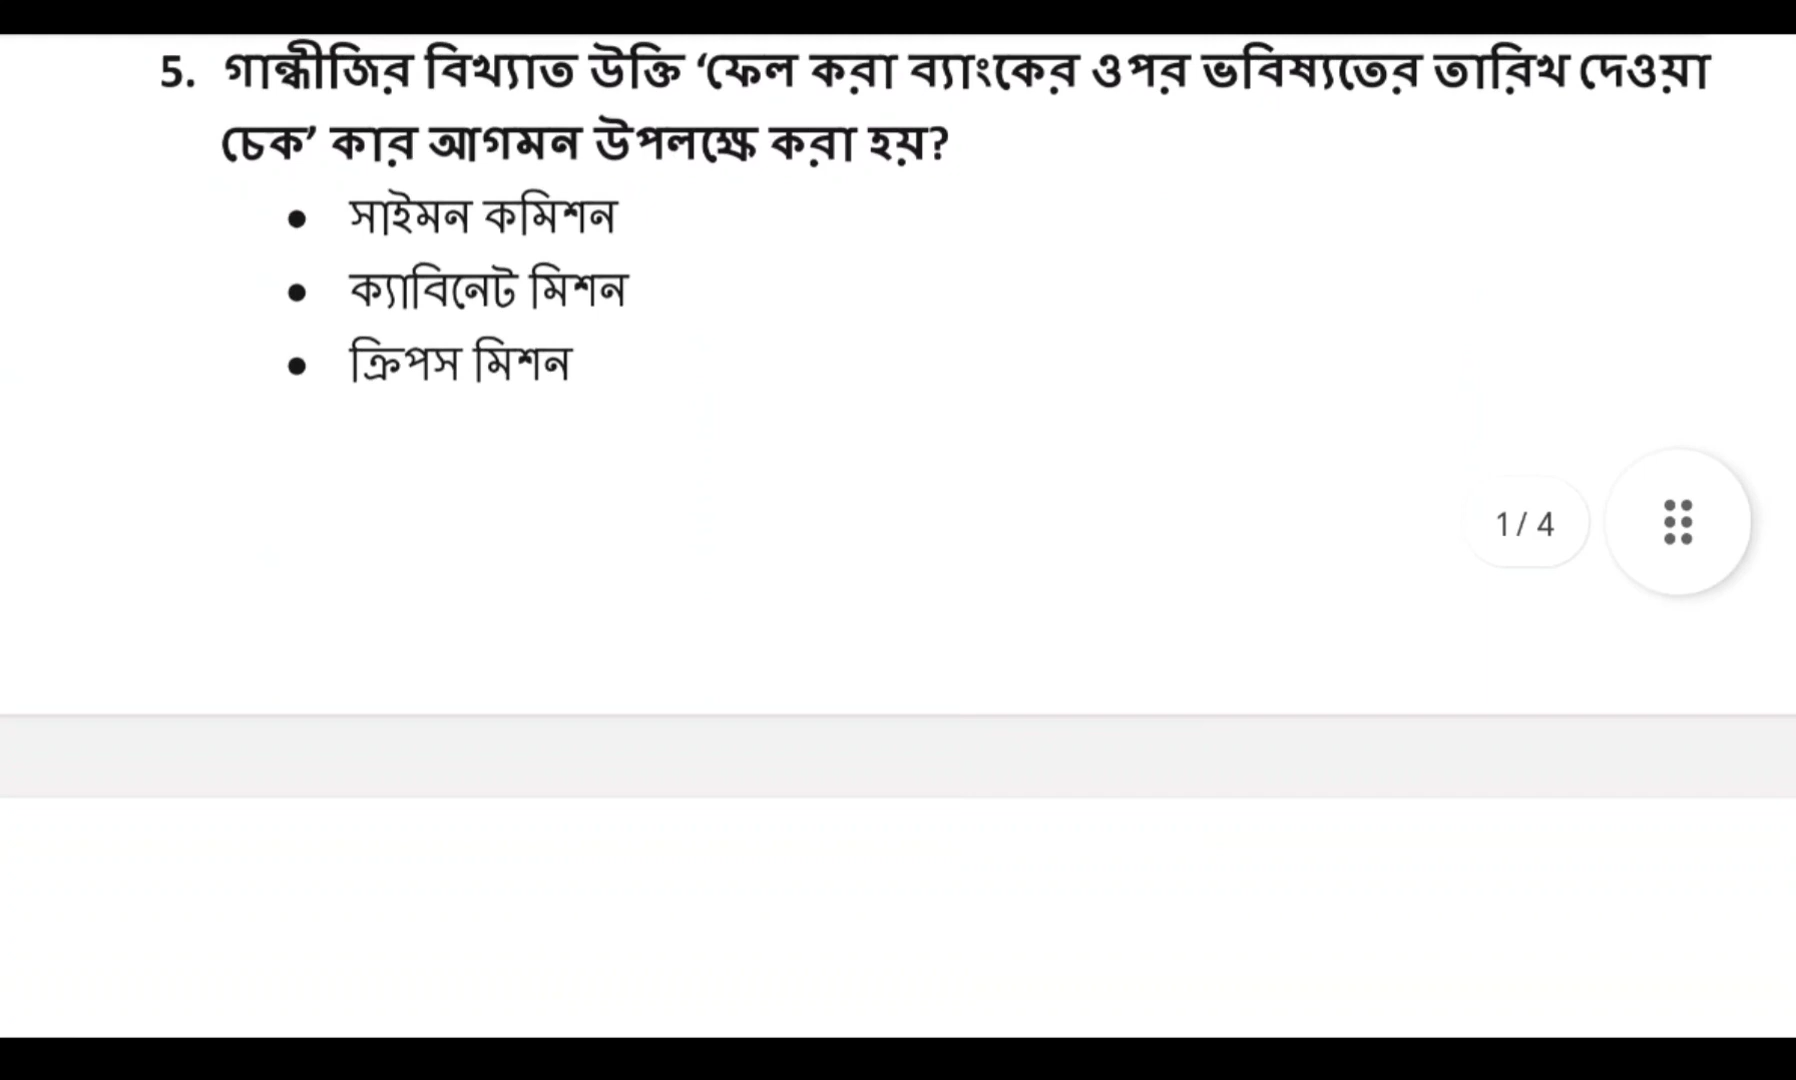 5. গান্ধীজির বিখ্যাত উক্তি ‘ফেল করা ব্যাংকের ওপর ভবিষ্যতের তারিখ দেওয়া
চেক’ কার আগমন উপলক্ষে করা হয়?
• সাইমন কমিশন
• ক্যাবিনেট মিশন
• ক্রিপস মিশন
1 / 4